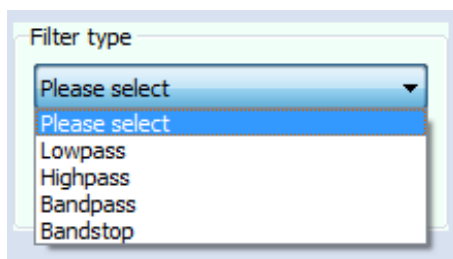 Filter type
Please select
Please select
Lowpass
Highpass
Bandpass
Bandstop